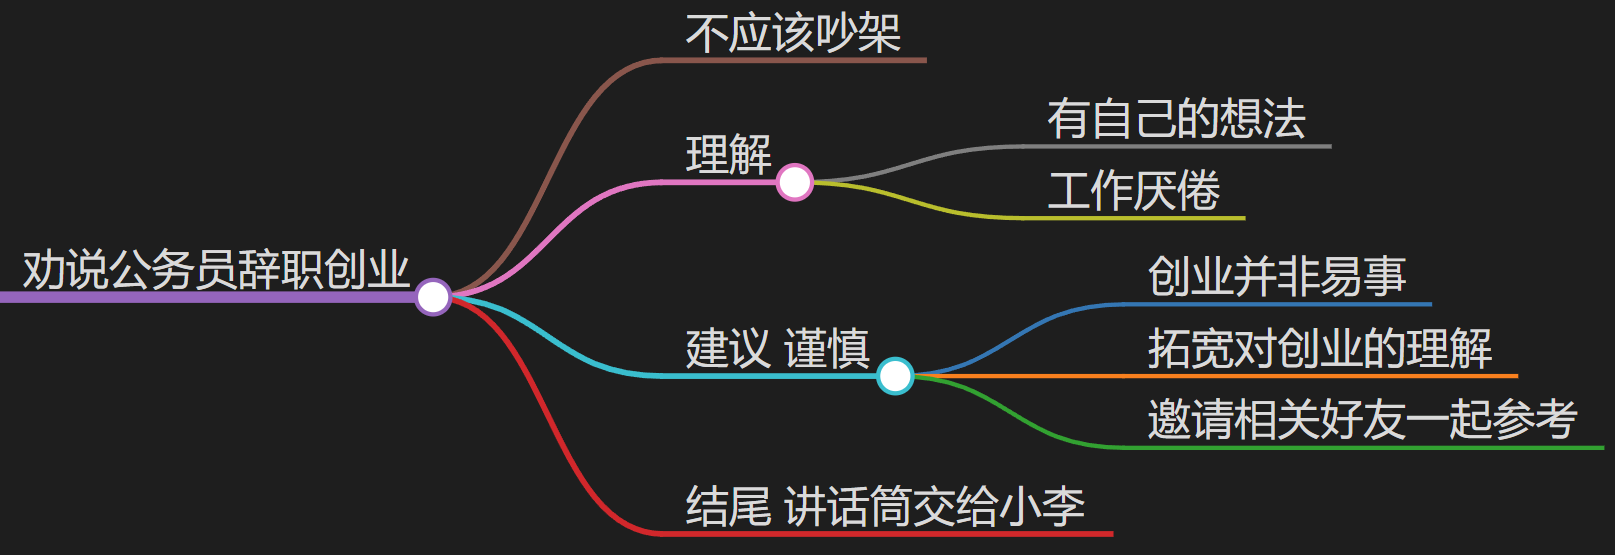 不应该吵架
有自己的想法
理解
工作厌倦
劝说公务员辞职创业
创业并非易事
建议 谨慎
拓宽对创业的理解
邀请相关好友一起参考
结尾 讲话筒交给小李